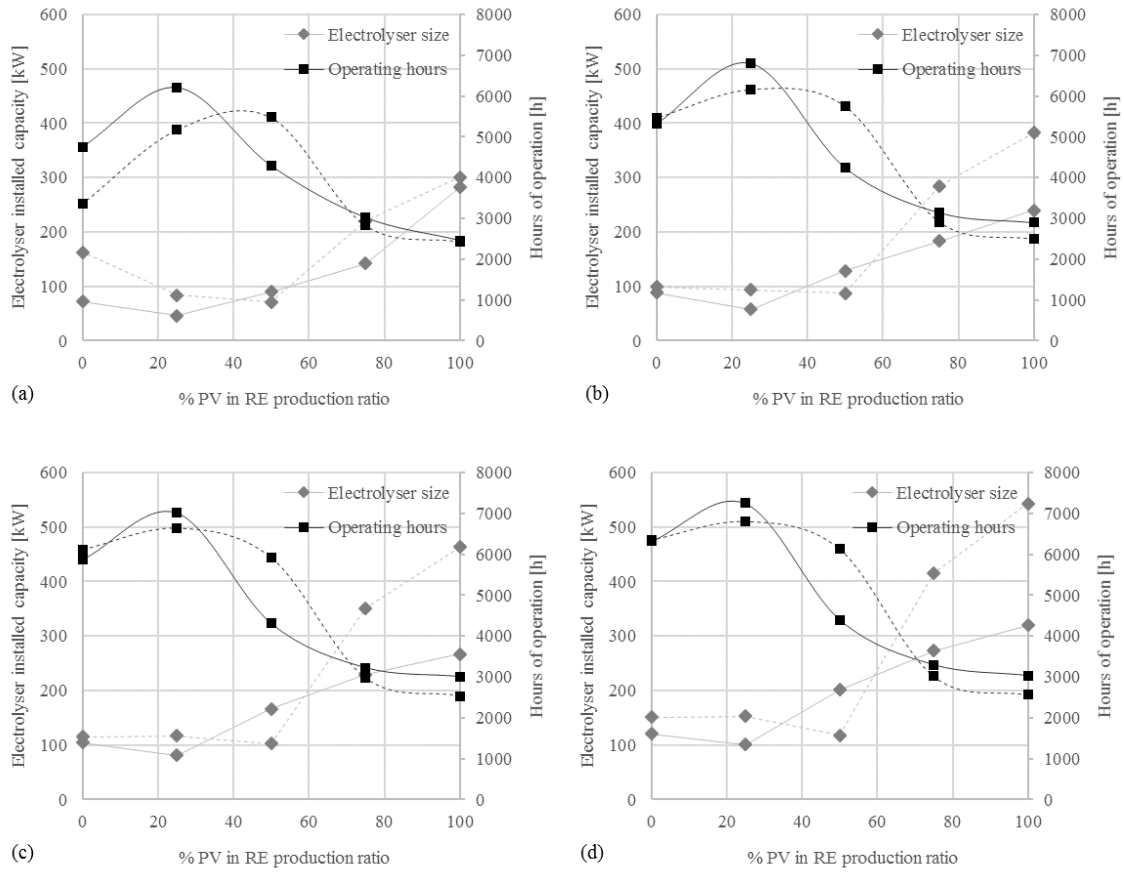 600
500
400
300
200
100
0
8000
7000
6000
5000
4000
3000
2000
1000
0
0 20 40 60 80 100
Electrolyser installed capacity [kW]
Hours of operation [h]
Electrolyser size
Operating hours
% PV in RE production ratio
(a)
600
500
400
300
200
100
0
8000
7000
6000
5000
4000
3000
2000
1000
0
0 20 40 60 80 100
Electrolyser installed capacity [kW]
Hours of operation [h]
Electrolyser size
Operating hours
% PV in RE production ratio
(b)
600
500
400
300
200
100
0
8000
7000
6000
5000
4000
3000
2000
1000
0
0 20 40 60 80 100
Electrolyser installed capacity [kW]
Hours of operation [h]
Electrolyser size
Operating hours
% PV in RE production ratio
(c)
600
500
400
300
200
100
0
8000
7000
6000
5000
4000
3000
2000
1000
0
0 20 40 60 80 100
Electrolyser installed capacity [kW]
Hours of operation [h]
Electrolyser size
Operating hours
% PV in RE production ratio
(d)